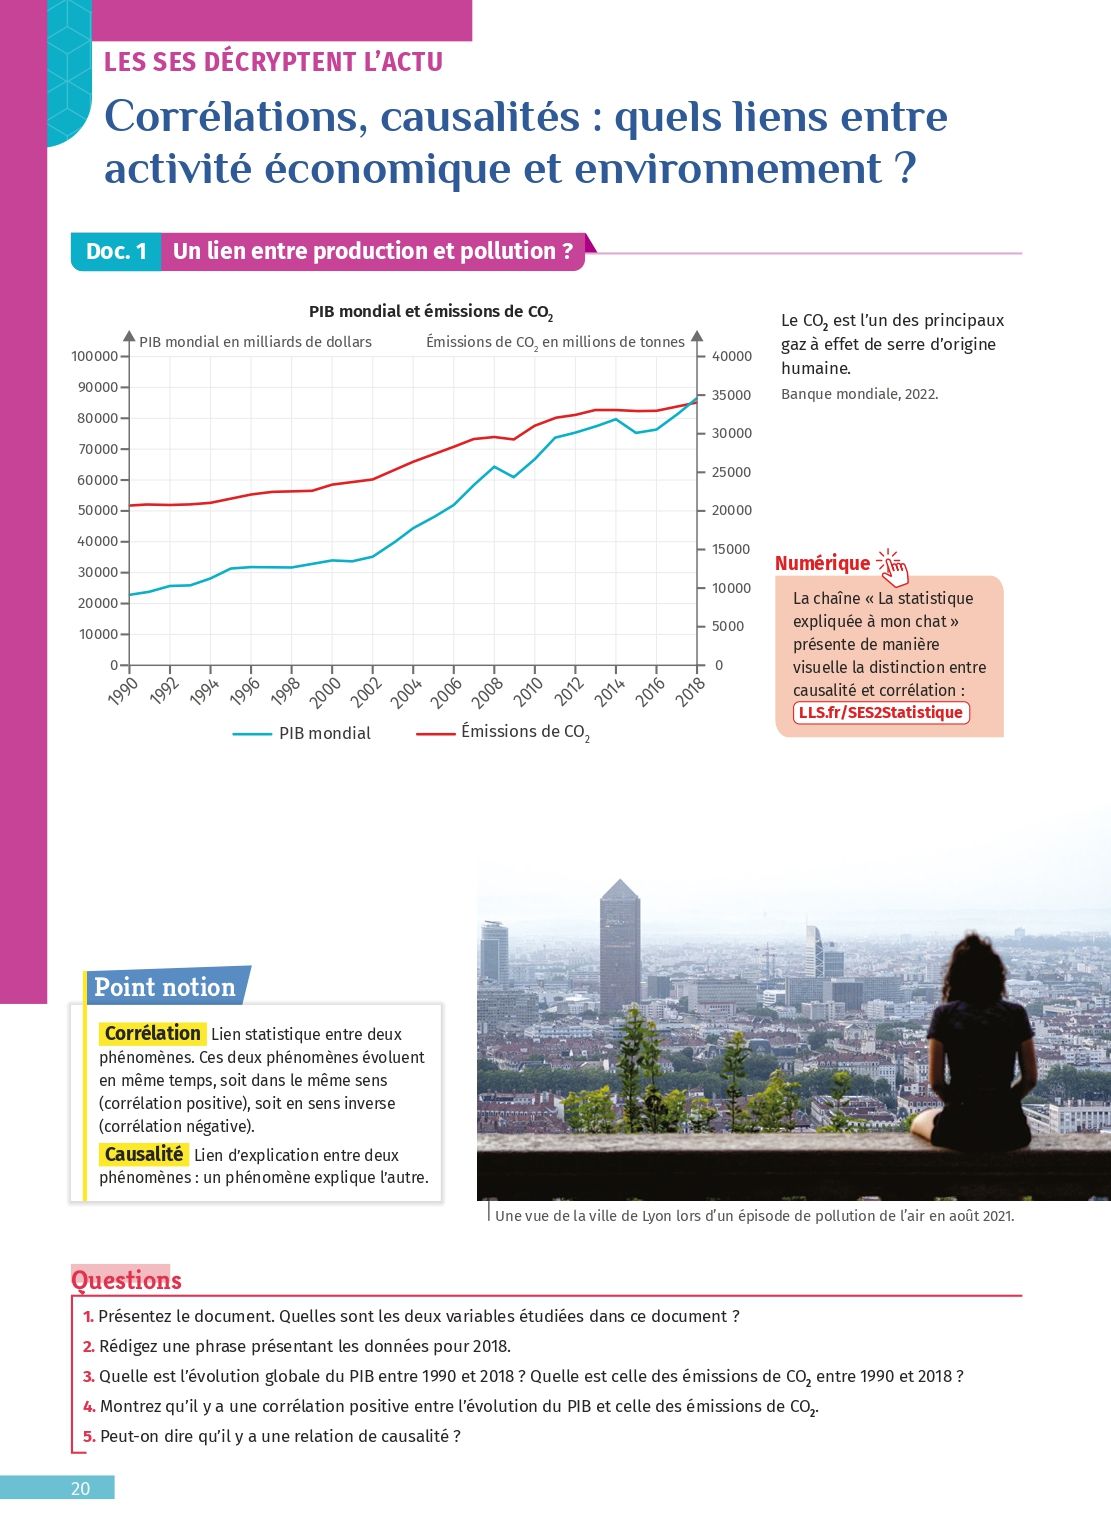 LES SES DÉCRYPTENT L’ACTU
Corrélations, causalités : quels liens entre
activité économique et environnement ?
Doc. 1 Un lien entre production et pollution ?
PIB mondial et émissions de CO₂
PIB mondial en milliards de dollars
Émissions de CO₂ en millions de tonnes
100000
90000
80000
70000
60000
50000
40000
30000
20000
10000
0
40000
35000
30000
25000
20000
15000
10000
5000
0
1990 1992 1994 1996 1998 2000 2002 2004 2006 2008 2010 2012 2014 2016 2018
PIB mondial
Émissions de CO₂
Le CO₂ est l’un des principaux
gaz à effet de serre d’origine
humaine.
Banque mondiale, 2022.
Numérique
La chaîne « La statistique
expliquée à mon chat »
présente de manière
visuelle la distinction entre
causalité et corrélation :
LLS.fr/SES2Statistique
Point notion
Corrélation Lien statistique entre deux
phénomènes. Ces deux phénomènes évoluent
en même temps, soit dans le même sens
(corrélation positive), soit en sens inverse
(corrélation négative).
Causalité Lien d’explication entre deux
phénomènes : un phénomène explique l’autre.
Une vue de la ville de Lyon lors d’un épisode de pollution de l’air en août 2021.
Questions
1. Présentez le document. Quelles sont les deux variables étudiées dans ce document ?
2. Rédigez une phrase présentant les données pour 2018.
3. Quelle est l’évolution globale du PIB entre 1990 et 2018 ? Quelle est celle des émissions de CO₂ entre 1990 et 2018 ?
4. Montrez qu’il y a une corrélation positive entre l’évolution du PIB et celle des émissions de CO₂.
5. Peut-on dire qu’il y a une relation de causalité ?
20